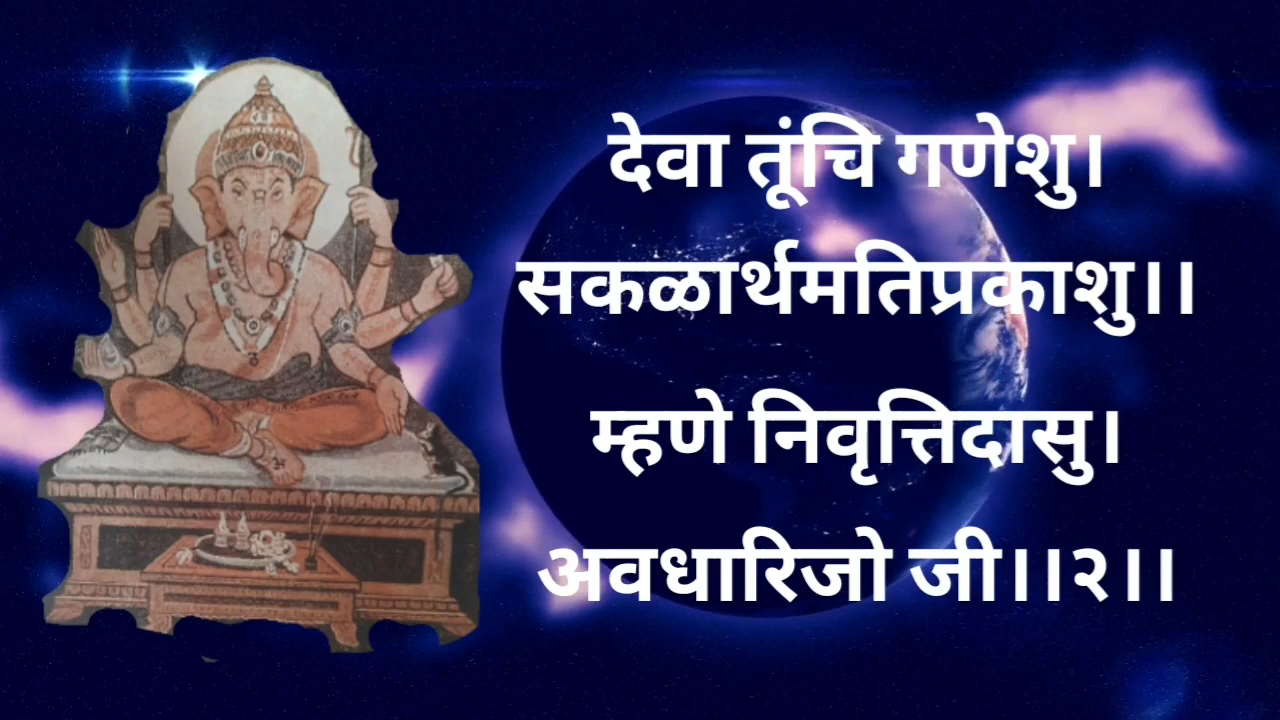 देवा तूंचि गणेशु।
सकळार्थमतिप्रकाशु।।
म्हणे निवृत्तिदासु।
अवधारिजो जी।।२।।